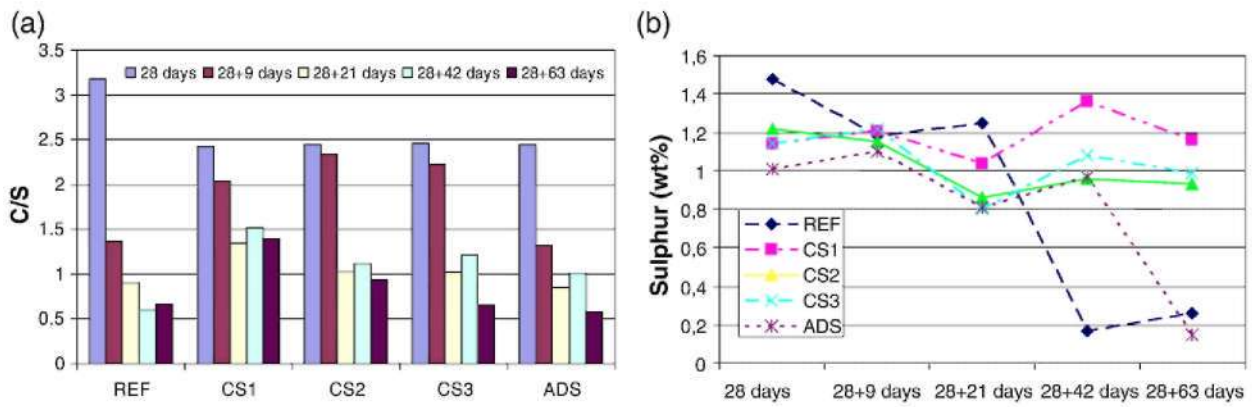 (a)
3.5
28 days 28+9 days 28+21 days 28+42 days 28+63 days
3
2.5
2
1.5
1
0.5
0
C/S
REF CS1 CS2 CS3 ADS
(b)
1,6
1,4
1,2
1
0,8
0,6
0,4
0,2
0
Sulphur (wt%)
REF
CS1
CS2
CS3
ADS
28 days 28+9 days 28+21 days 28+42 days 28+63 days